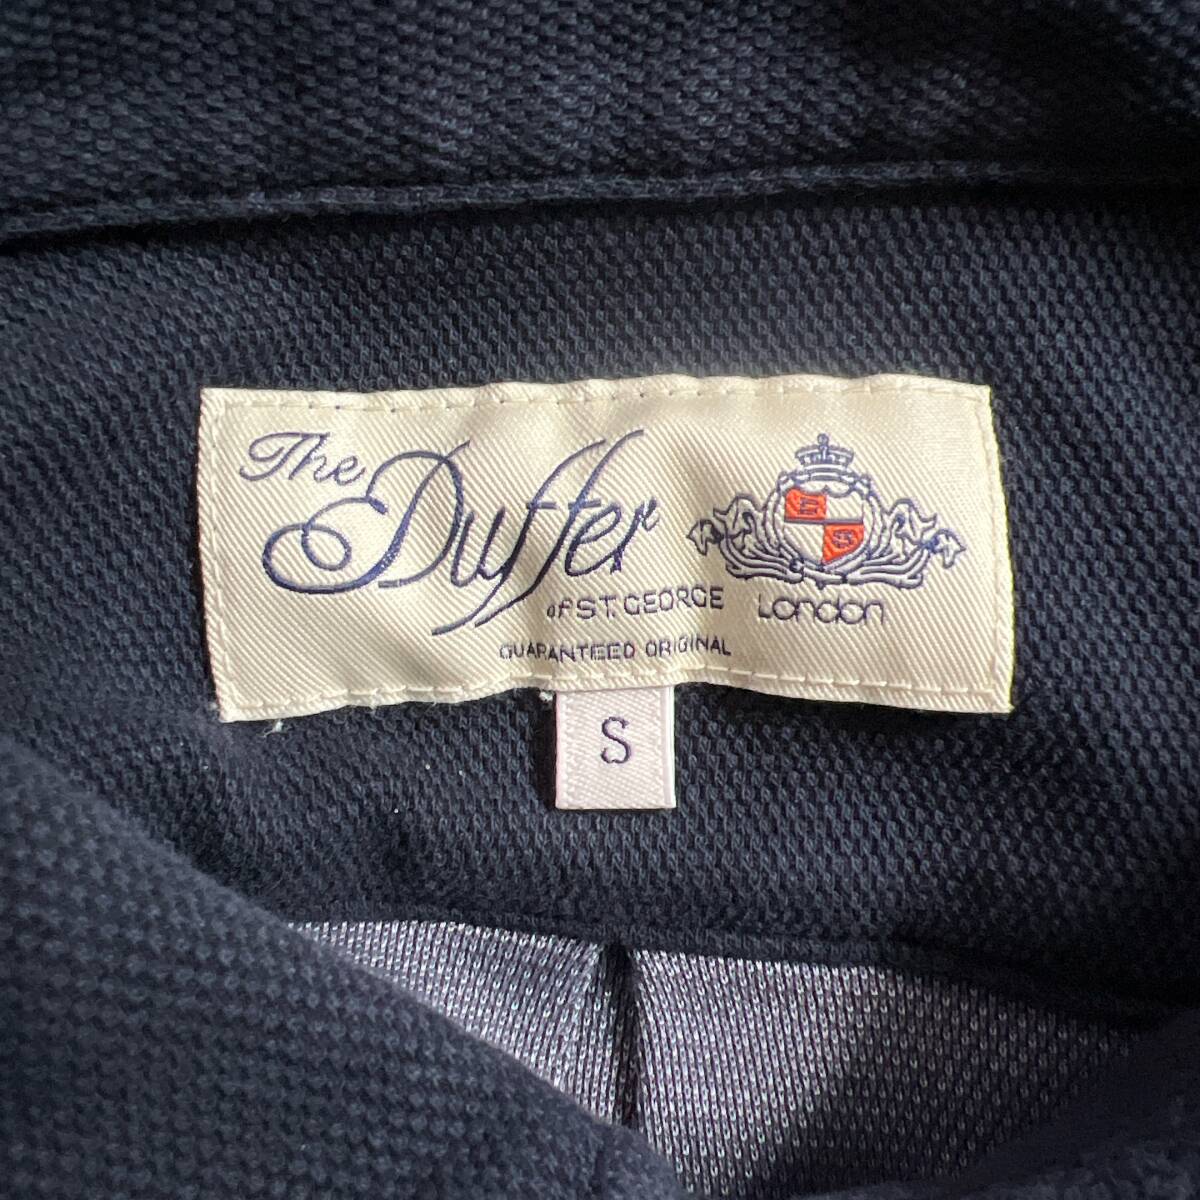 The
Duffer
of ST. GEORGE
GUARANTEED ORIGINAL
London
S